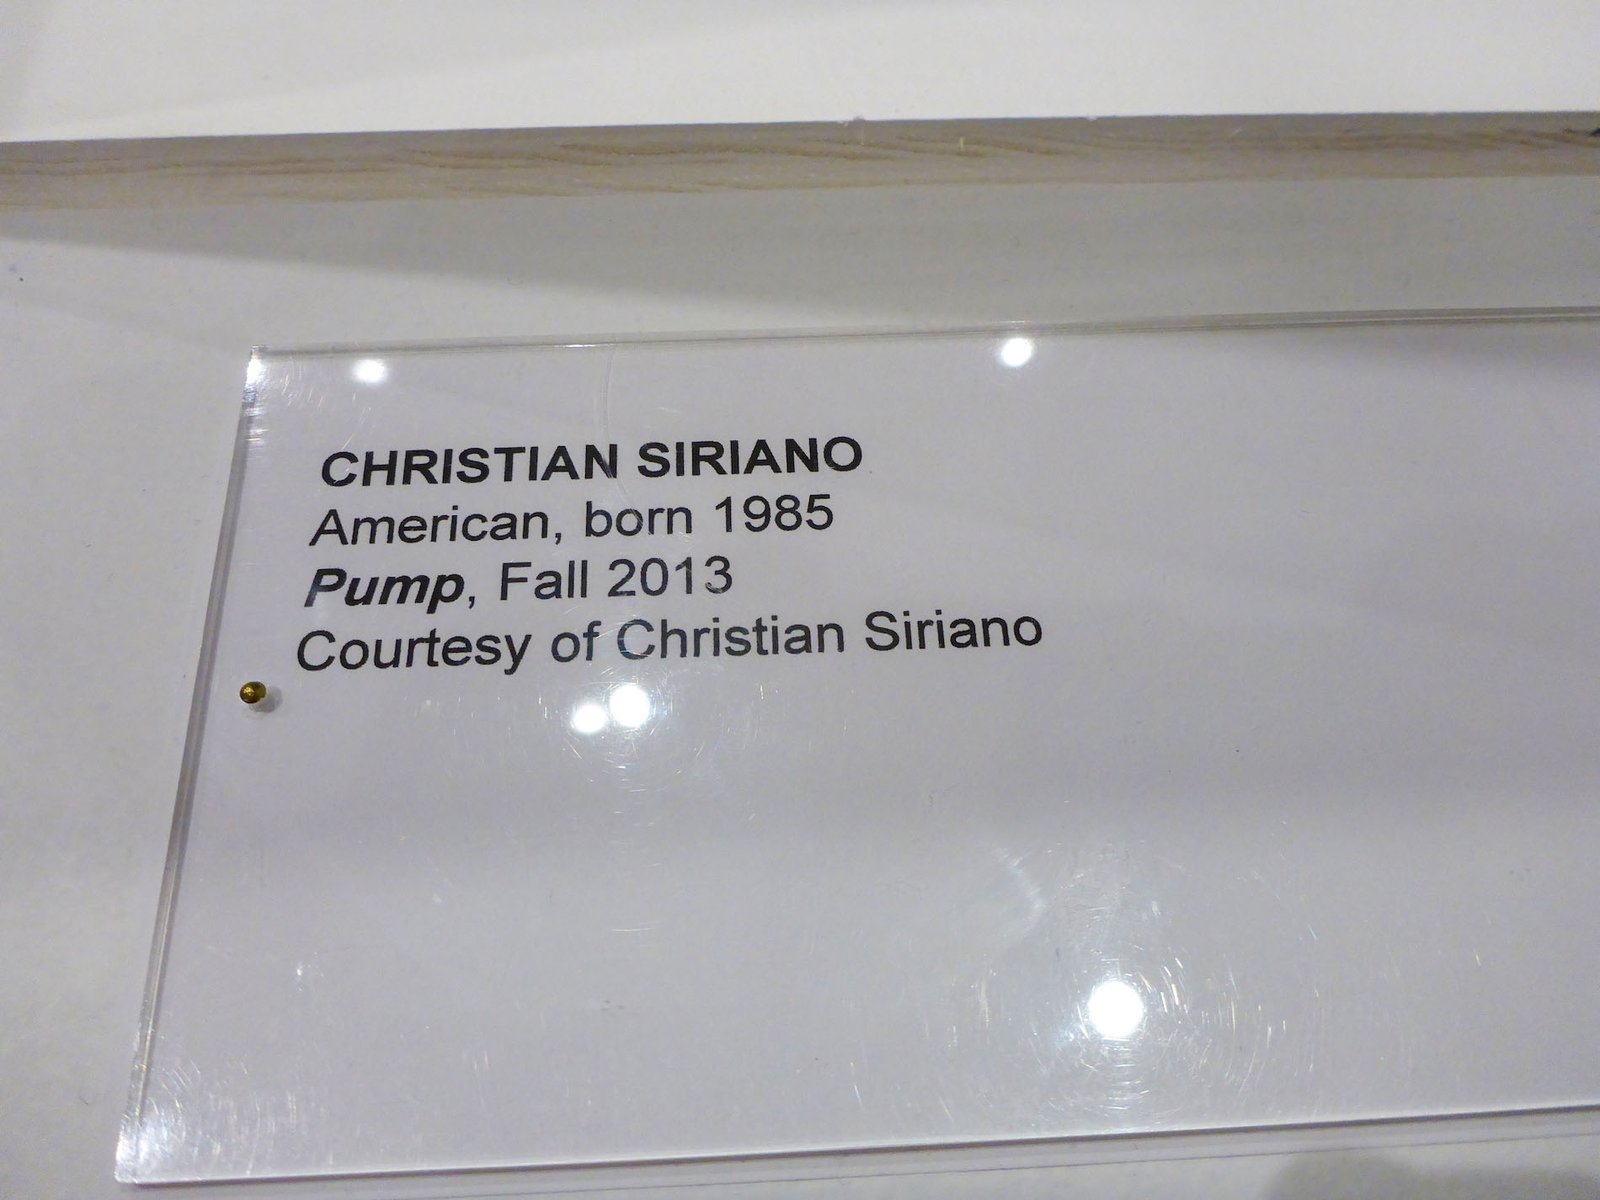 CHRISTIAN SIRIANO
American, born 1985
Pump, Fall 2013
Courtesy of Christian Siriano